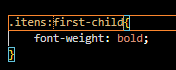 .itens:first-child{
font-weight: bold;
}